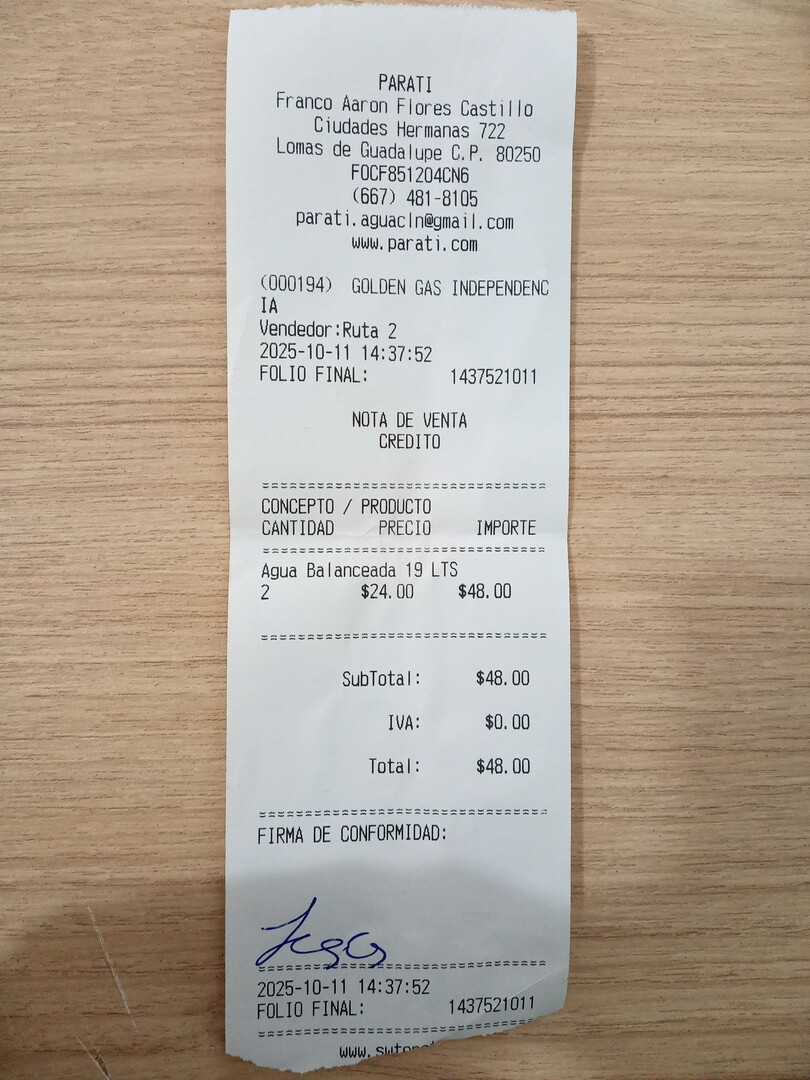 PARATI
Franco Aaron Flores Castillo
Ciudades Hermanas 722
Lomas de Guadalupe C.P. 80250
FOCF851204CN6
(667) 481-8105
parati.aguacln@gmail.com
www.parati.com
(000194) GOLDEN GAS INDEPENDENC
IA
Vendedor:Ruta 2
2025-10-11 14:37:52
FOLIO FINAL: 1437521011
NOTA DE VENTA
CREDITO
CONCEPTO / PRODUCTO
CANTIDAD PRECIO IMPORTE
Agua Balanceada 19 LTS
2 $24.00 $48.00
SubTotal: $48.00
IVA: $0.00
Total: $48.00
FIRMA DE CONFORMIDAD:
2025-10-11 14:37:52
FOLIO FINAL: 1437521011